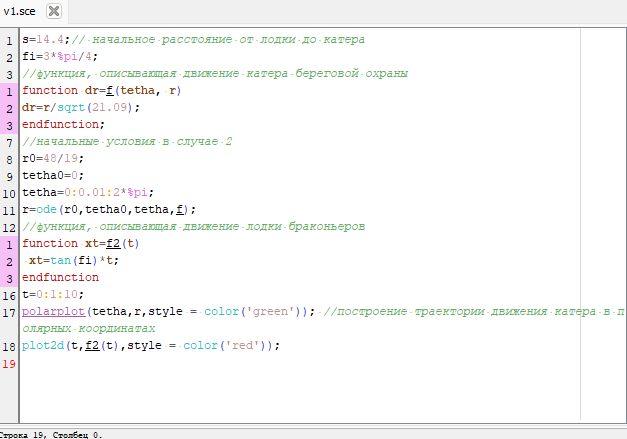 v1.sce
1 s=14.4;// начальное расстояние от лодки до катера
2 fi=3*%pi/4;
3 //функция, описывающая движение катера береговой охраны
1 function dr=f(tetha, r)
2 dr=r/sqrt(21.09);
3 endfunction;
7 //начальные условия в случае 2
8 r0=48/19;
9 tetha0=0;
10 tetha=0:0.01:2*%pi;
11 r=ode(r0,tetha0,tetha,f);
12 //функция, описывающая движение лодки браконьеров
1 function xt=f2(t)
2 xt=tan(fi)*t;
3 endfunction
16 t=0:1:10;
17 polarplot(tetha,r,style = color('green')); //построение траектории движения катера в п
олярных координатах
18 plot2d(t,f2(t),style = color('red'));
19
Строка 19, Столбец 0.